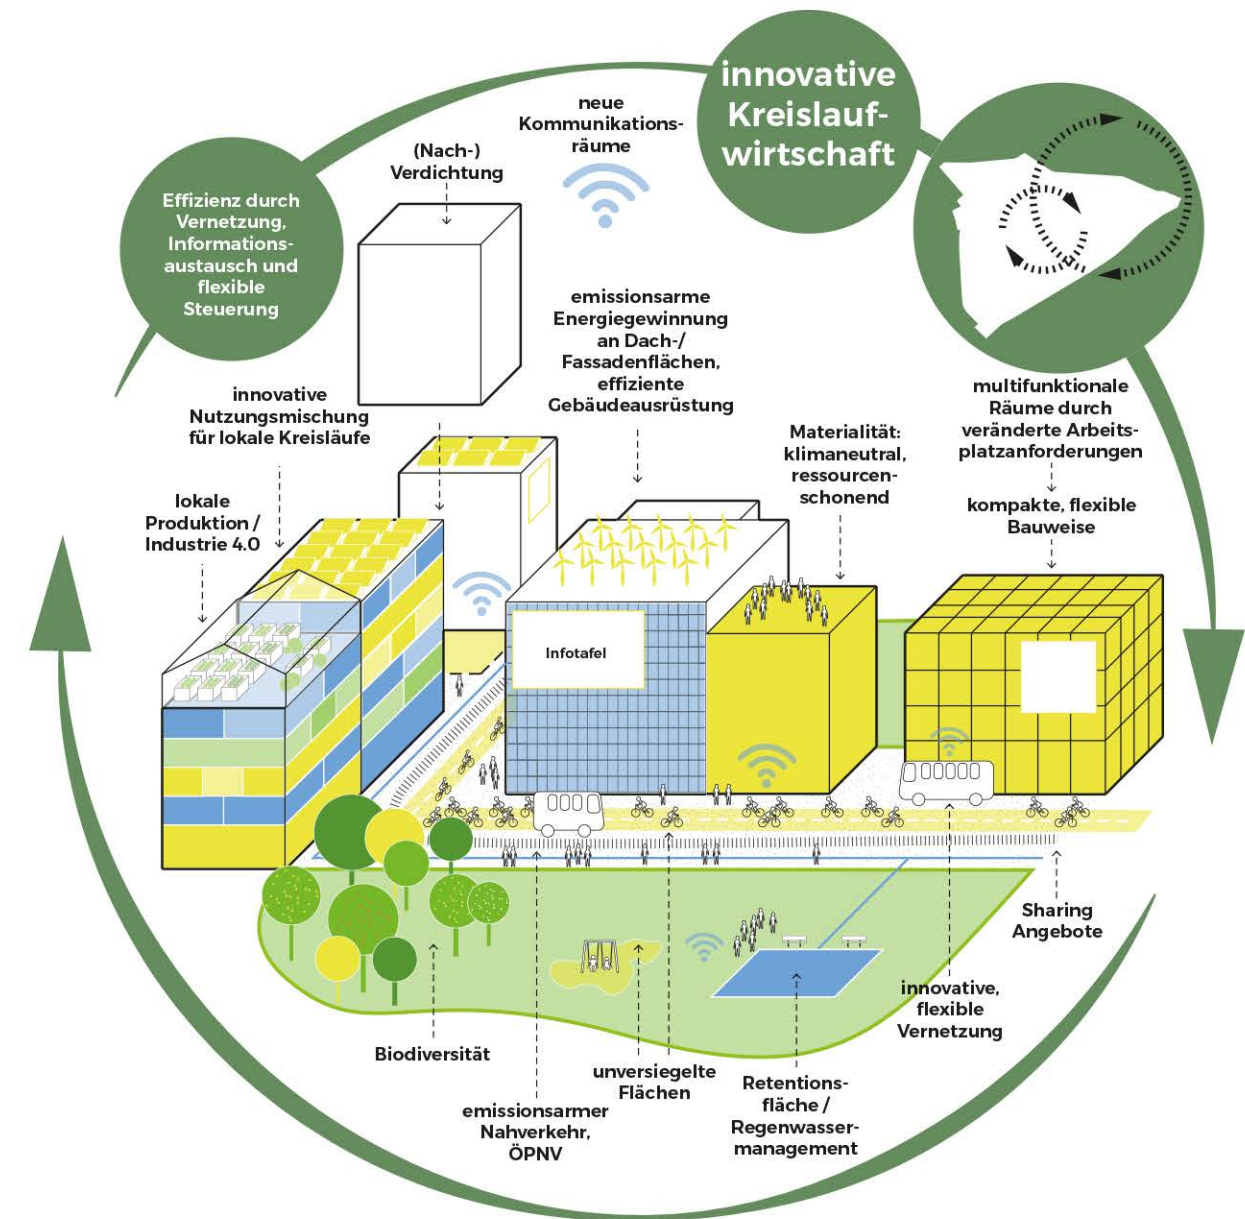 innovative
Kreislauf-
wirtschaft
neue
Kommunikations-
räume
(Nach-)
Verdichtung
Effizienz durch
Vernetzung,
Informations-
austausch und
flexible
Steuerung
emissionsarme
Energiegewinnung
an Dach-/
Fassadenflächen,
effiziente
Gebäudeausrüstung
innovative
Nutzungsmischung
für lokale Kreisläufe
multifunktionale
Räume durch
veränderte Arbeits-
platzanforderungen
Materialität:
klimaneutral,
ressourcen-
schonend
lokale
Produktion /
Industrie 4.0
kompakte, flexible
Bauweise
Infotafel
Sharing
Angebote
innovative,
flexible
Vernetzung
Biodiversität
unversiegelte
Flächen
Retentions-
fläche /
Regenwasser-
management
emissionsarmer
Nahverkehr,
ÖPNV